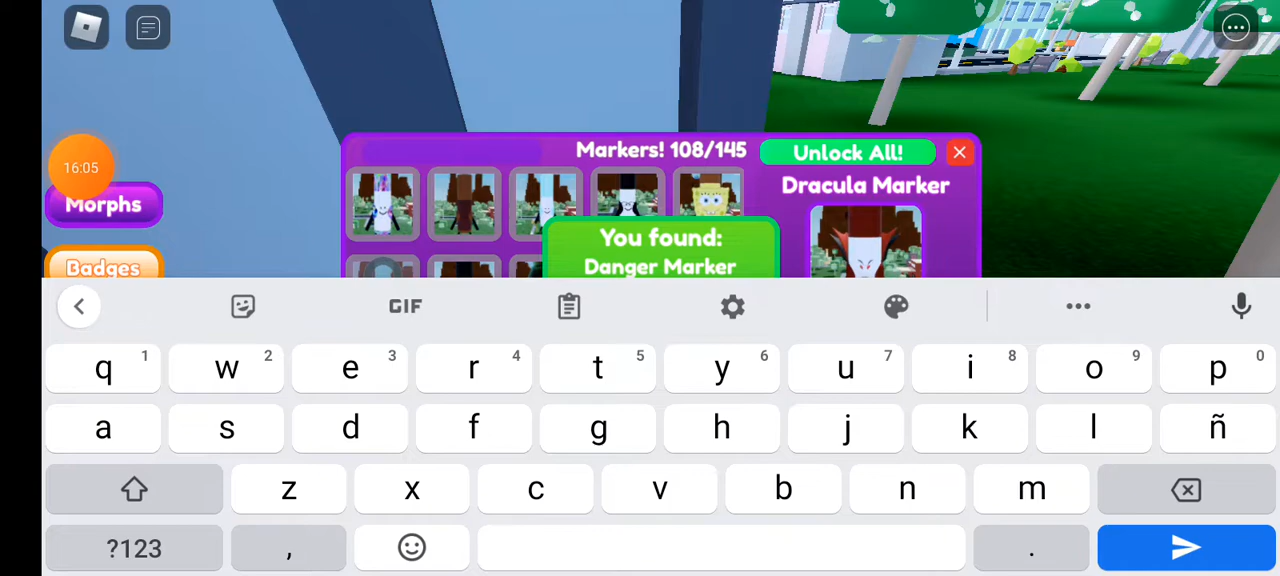 Markers! 108/145
Unlock All!
Dracula Marker
16:05
Morphs
You found:
Danger Marker
Badges
GIF
q 1 w 2 e 3 r 4 t 5 y 6 u 7 i 8 o 9 p 0
a s d f g h j k l ñ
z x c v b n m
?123 , .